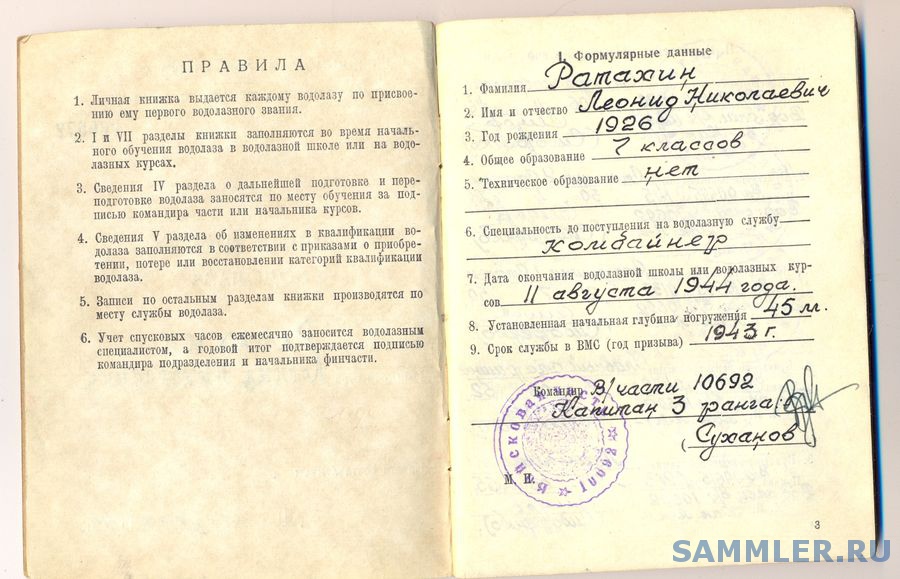 ПРАВИЛА
1. Личная книжка выдается каждому водолазу по присвое-
нию ему первого водолазного звания.
2. I и VII разделы книжки заполняются во время началь-
ного обучения водолаза в водолазной школе или на во-
долазных курсах.
3. Сведения IV раздела о дальнейшей подготовке и пере-
подготовке водолаза заносятся по месту обучения за под-
писью командира части или начальника курсов.
4. Сведения V раздела об изменениях в квалификации во-
долаза заполняются в соответствии с приказами о приобре-
тении, потере или восстановлении категорий квалификации
водолаза.
5. Записи по остальным разделам книжки производятся по
месту службы водолаза.
6. Учет спусковых часов ежемесячно заносится водолазным
специалистом, а годовой итог подтверждается подписью
командира подразделения и начальника финчасти.
I. Формулярные данные
1. Фамилия Ратахин
2. Имя и отчество Леонид Николаевич
3. Год рождения 1926
4. Общее образование 7 классов
5. Техническое образование нет
6. Специальность до поступления на водолазную службу
комбайнер
7. Дата окончания водолазной школы или водолазных кур-
сов 11 августа 1944 года.
8. Установленная начальная глубина погружения 45 м.
9. Срок службы в ВМС (год призыва) 1943 г.
Командир в/части 10692
Капитан 3 ранга:
(Суханов)
Войсковая часть 10692
М. П.
3
SAMMLER.RU